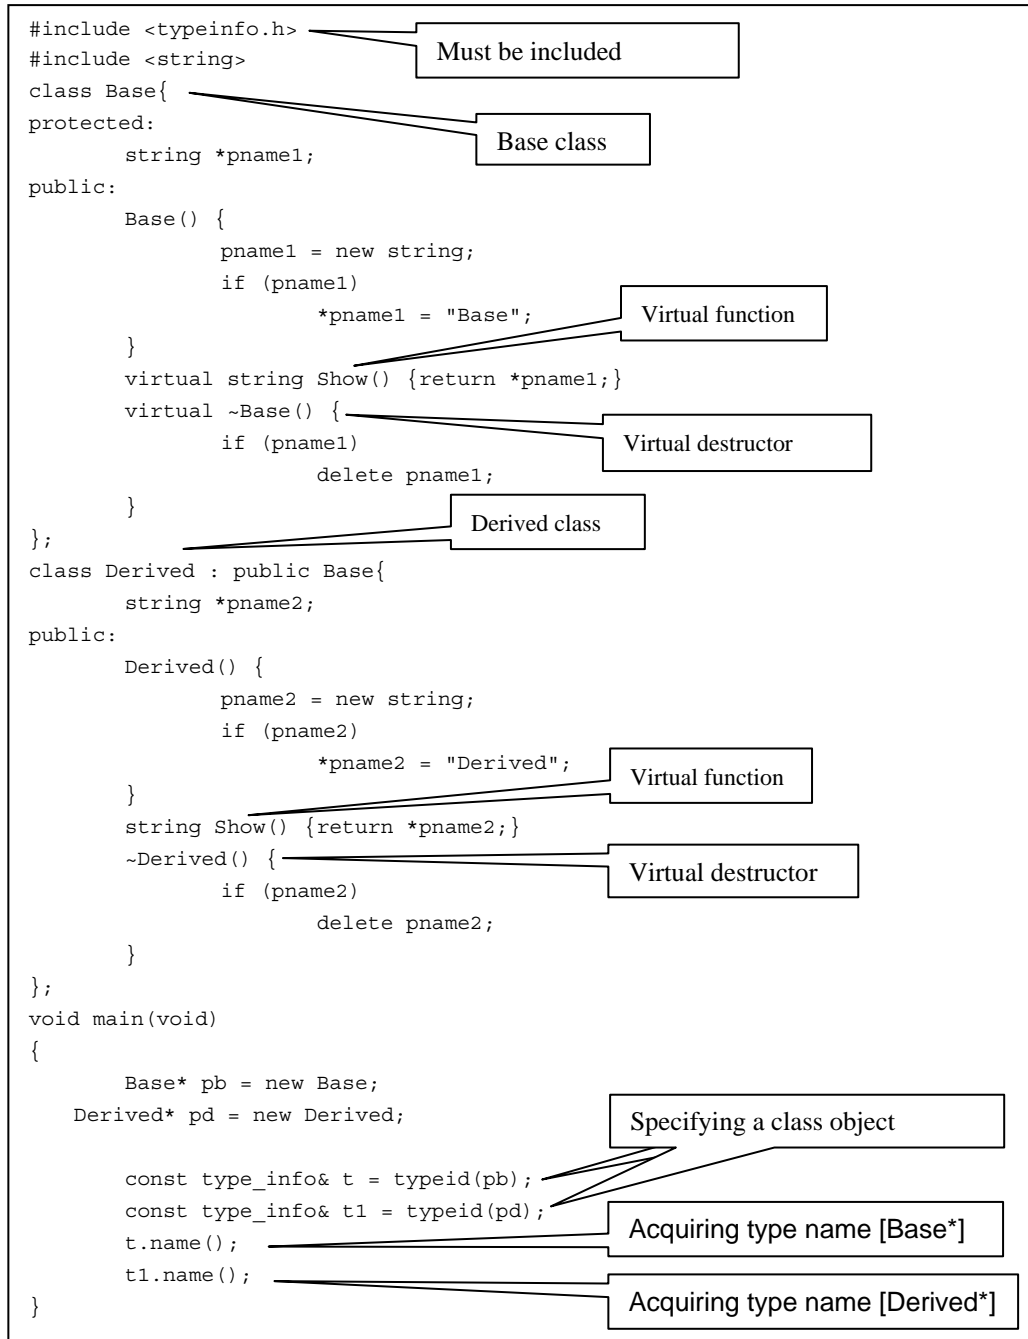 #include <typeinfo.h>
Must be included
#include <string>
class Base{
Base class
protected:
string *pname1;
public:
Base() {
pname1 = new string;
if (pname1)
*pname1 = "Base";
Virtual function
}
virtual string Show() {return *pname1;}
virtual ~Base() {
Virtual destructor
if (pname1)
delete pname1;
}
Derived class
};
class Derived : public Base{
string *pname2;
public:
Derived() {
pname2 = new string;
if (pname2)
*pname2 = "Derived";
Virtual function
}
string Show() {return *pname2;}
~Derived() {
Virtual destructor
if (pname2)
delete pname2;
}
};
void main(void)
{
Base* pb = new Base;
Derived* pd = new Derived;
Specifying a class object
const type_info& t = typeid(pb);
const type_info& t1 = typeid(pd);
t.name();
Acquiring type name [Base*]
t1.name();
Acquiring type name [Derived*]
}